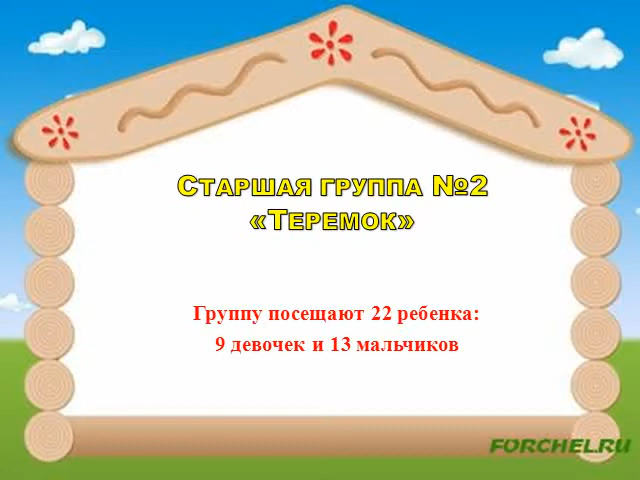 Старшая группа №2
«Теремок»
Группу посещают 22 ребенка:
9 девочек и 13 мальчиков
FORCHEL.RU